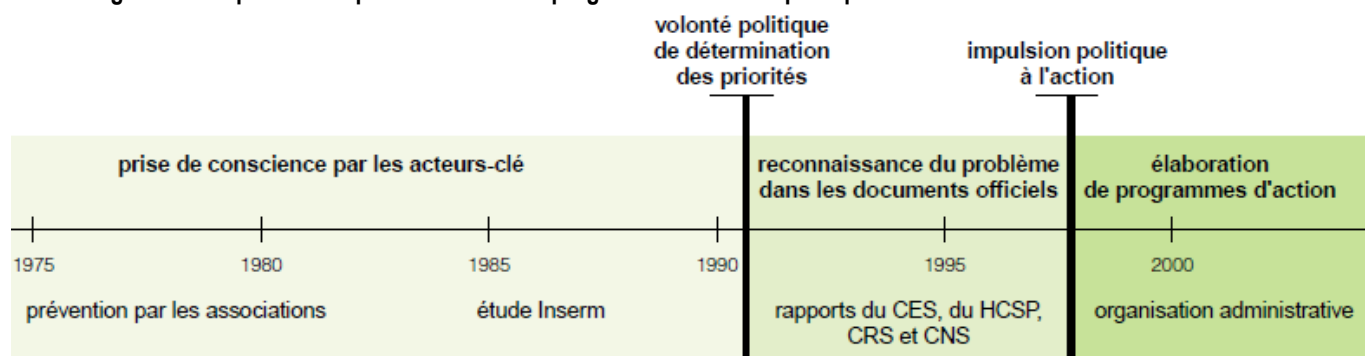 volonté politique
de détermination
des priorités
impulsion politique
à l'action
prise de conscience par les acteurs-clé
reconnaissance du problème
dans les documents officiels
élaboration
de programmes d'action
1975
1980
1985
1990
1995
2000
prévention par les associations
étude Inserm
rapports du CES, du HCSP,
CRS et CNS
organisation administrative